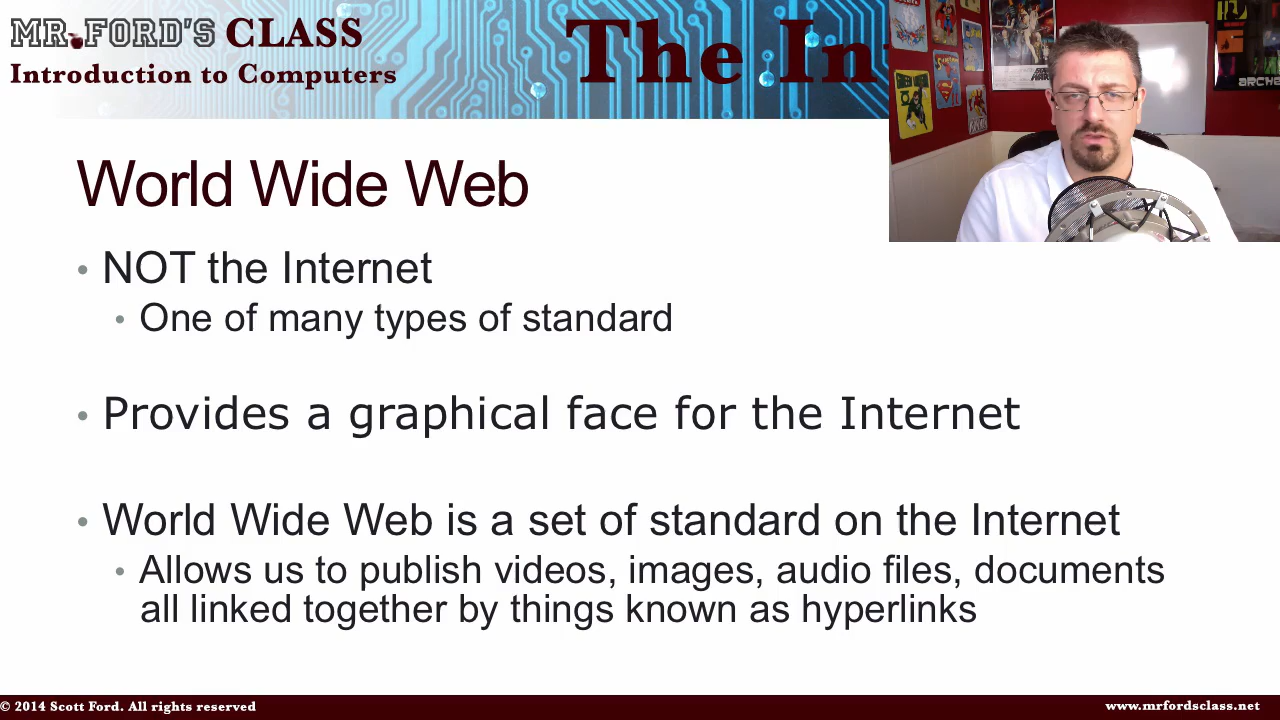 MR.FORD'S CLASS
Introduction to Computers
The In
World Wide Web
• NOT the Internet
• One of many types of standard
• Provides a graphical face for the Internet
• World Wide Web is a set of standard on the Internet
• Allows us to publish videos, images, audio files, documents
all linked together by things known as hyperlinks
© 2014 Scott Ford. All rights reserved
www.mrfordsclass.net